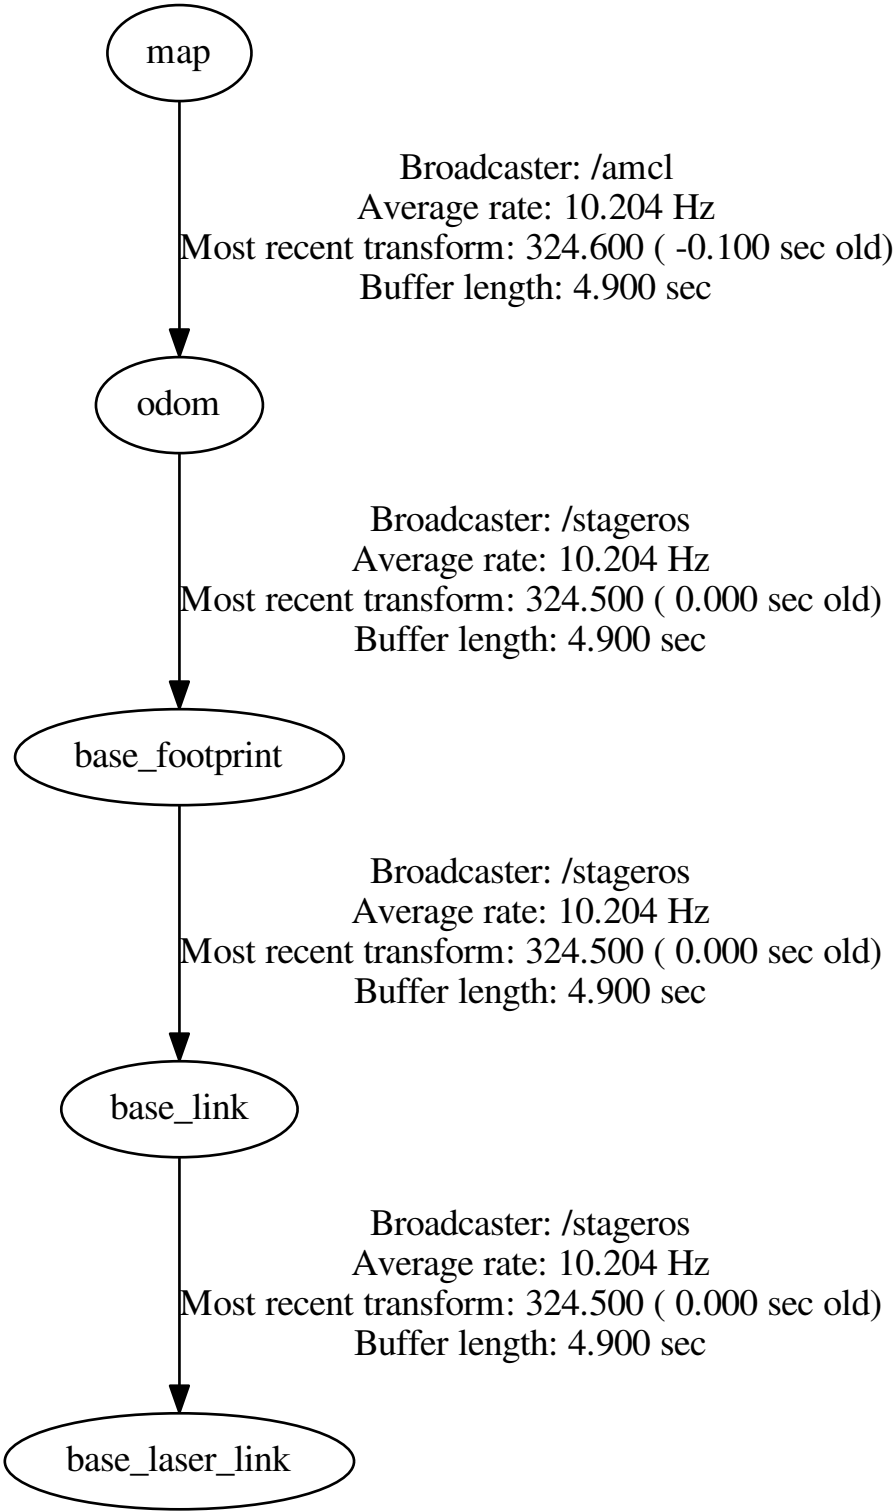 map
Broadcaster: /amcl
Average rate: 10.204 Hz
Most recent transform: 324.600 ( -0.100 sec old)
Buffer length: 4.900 sec
odom
Broadcaster: /stageros
Average rate: 10.204 Hz
Most recent transform: 324.500 ( 0.000 sec old)
Buffer length: 4.900 sec
base_footprint
Broadcaster: /stageros
Average rate: 10.204 Hz
Most recent transform: 324.500 ( 0.000 sec old)
Buffer length: 4.900 sec
base_link
Broadcaster: /stageros
Average rate: 10.204 Hz
Most recent transform: 324.500 ( 0.000 sec old)
Buffer length: 4.900 sec
base_laser_link